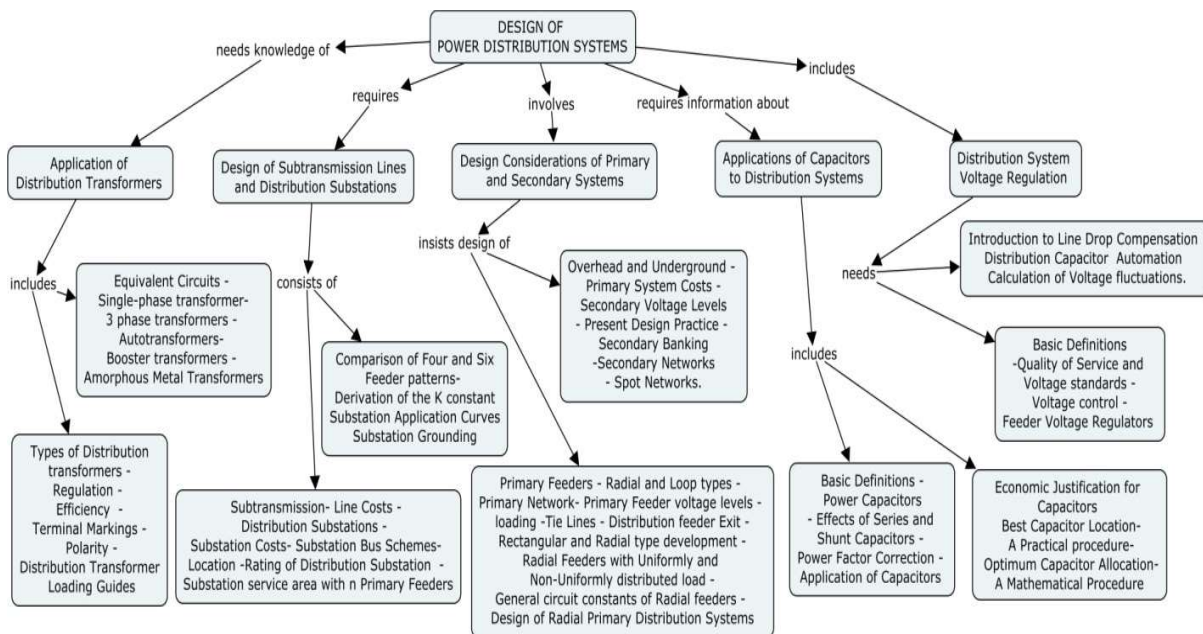 DESIGN OF
POWER DISTRIBUTION SYSTEMS
needs knowledge of
requires
involves
requires information about
includes
Application of
Distribution Transformers
Design of Subtransmission Lines
and Distribution Substations
Design Considerations of Primary
and Secondary Systems
Applications of Capacitors
to Distribution Systems
Distribution System
Voltage Regulation
includes
Equivalent Circuits -
Single-phase transformer-
3 phase transformers -
Autotransformers-
Booster transformers -
Amorphous Metal Transformers
Types of Distribution
transformers -
Regulation -
Efficiency -
Terminal Markings -
Polarity -
Distribution Transformer
Loading Guides
consists of
Comparison of Four and Six
Feeder patterns-
Derivation of the K constant
Substation Application Curves
Substation Grounding
Subtransmission- Line Costs -
Distribution Substations -
Substation Costs- Substation Bus Schemes-
Location -Rating of Distribution Substation -
Substation service area with n Primary Feeders
insists design of
Overhead and Underground -
Primary System Costs -
Secondary Voltage Levels
- Present Design Practice -
Secondary Banking
-Secondary Networks
- Spot Networks.
Primary Feeders - Radial and Loop types -
Primary Network- Primary Feeder voltage levels -
loading -Tie Lines - Distribution feeder Exit -
Rectangular and Radial type development -
Radial Feeders with Uniformly and
Non-Uniformly distributed load -
General circuit constants of Radial feeders -
Design of Radial Primary Distribution Systems
includes
Basic Definitions -
Power Capacitors
- Effects of Series and
Shunt Capacitors -
Power Factor Correction -
Application of Capacitors
Economic Justification for
Capacitors
Best Capacitor Location-
A Practical procedure-
Optimum Capacitor Allocation-
A Mathematical Procedure
needs
Introduction to Line Drop Compensation
Distribution Capacitor Automation
Calculation of Voltage fluctuations.
Basic Definitions
-Quality of Service and
Voltage standards -
Voltage control -
Feeder Voltage Regulators